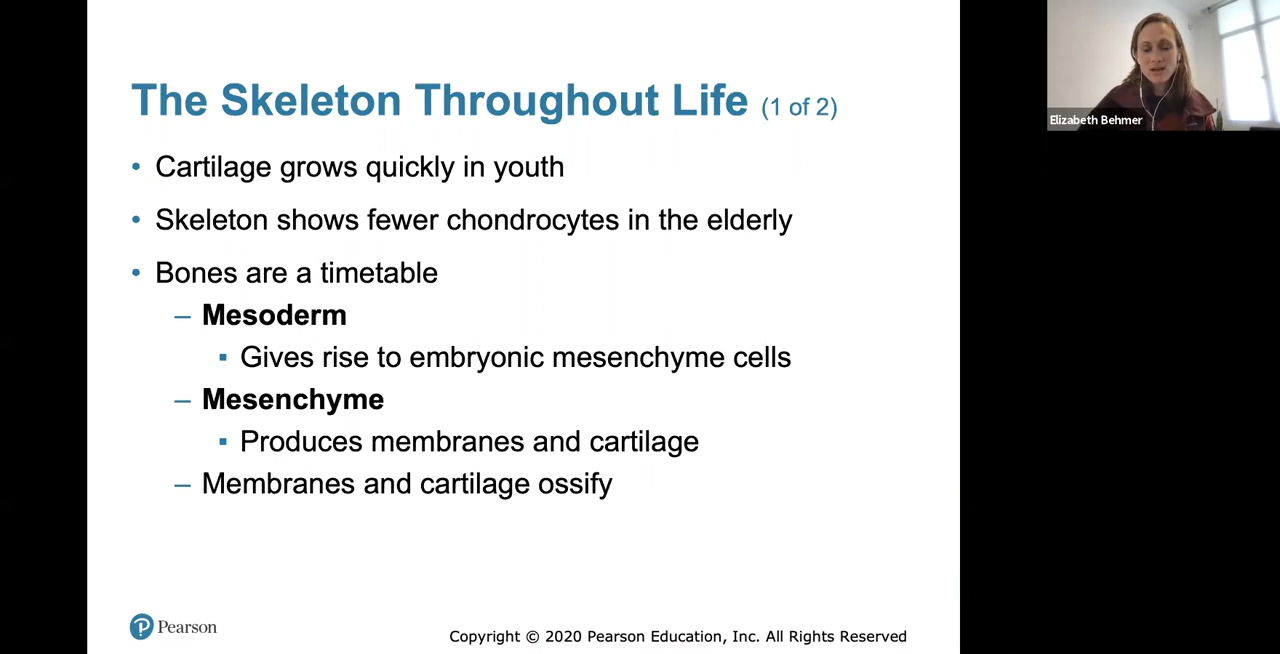 The Skeleton Throughout Life (1 of 2)
• Cartilage grows quickly in youth
• Skeleton shows fewer chondrocytes in the elderly
• Bones are a timetable
– Mesoderm
▪ Gives rise to embryonic mesenchyme cells
– Mesenchyme
▪ Produces membranes and cartilage
– Membranes and cartilage ossify
Pearson
Copyright © 2020 Pearson Education, Inc. All Rights Reserved
Elizabeth Behmer